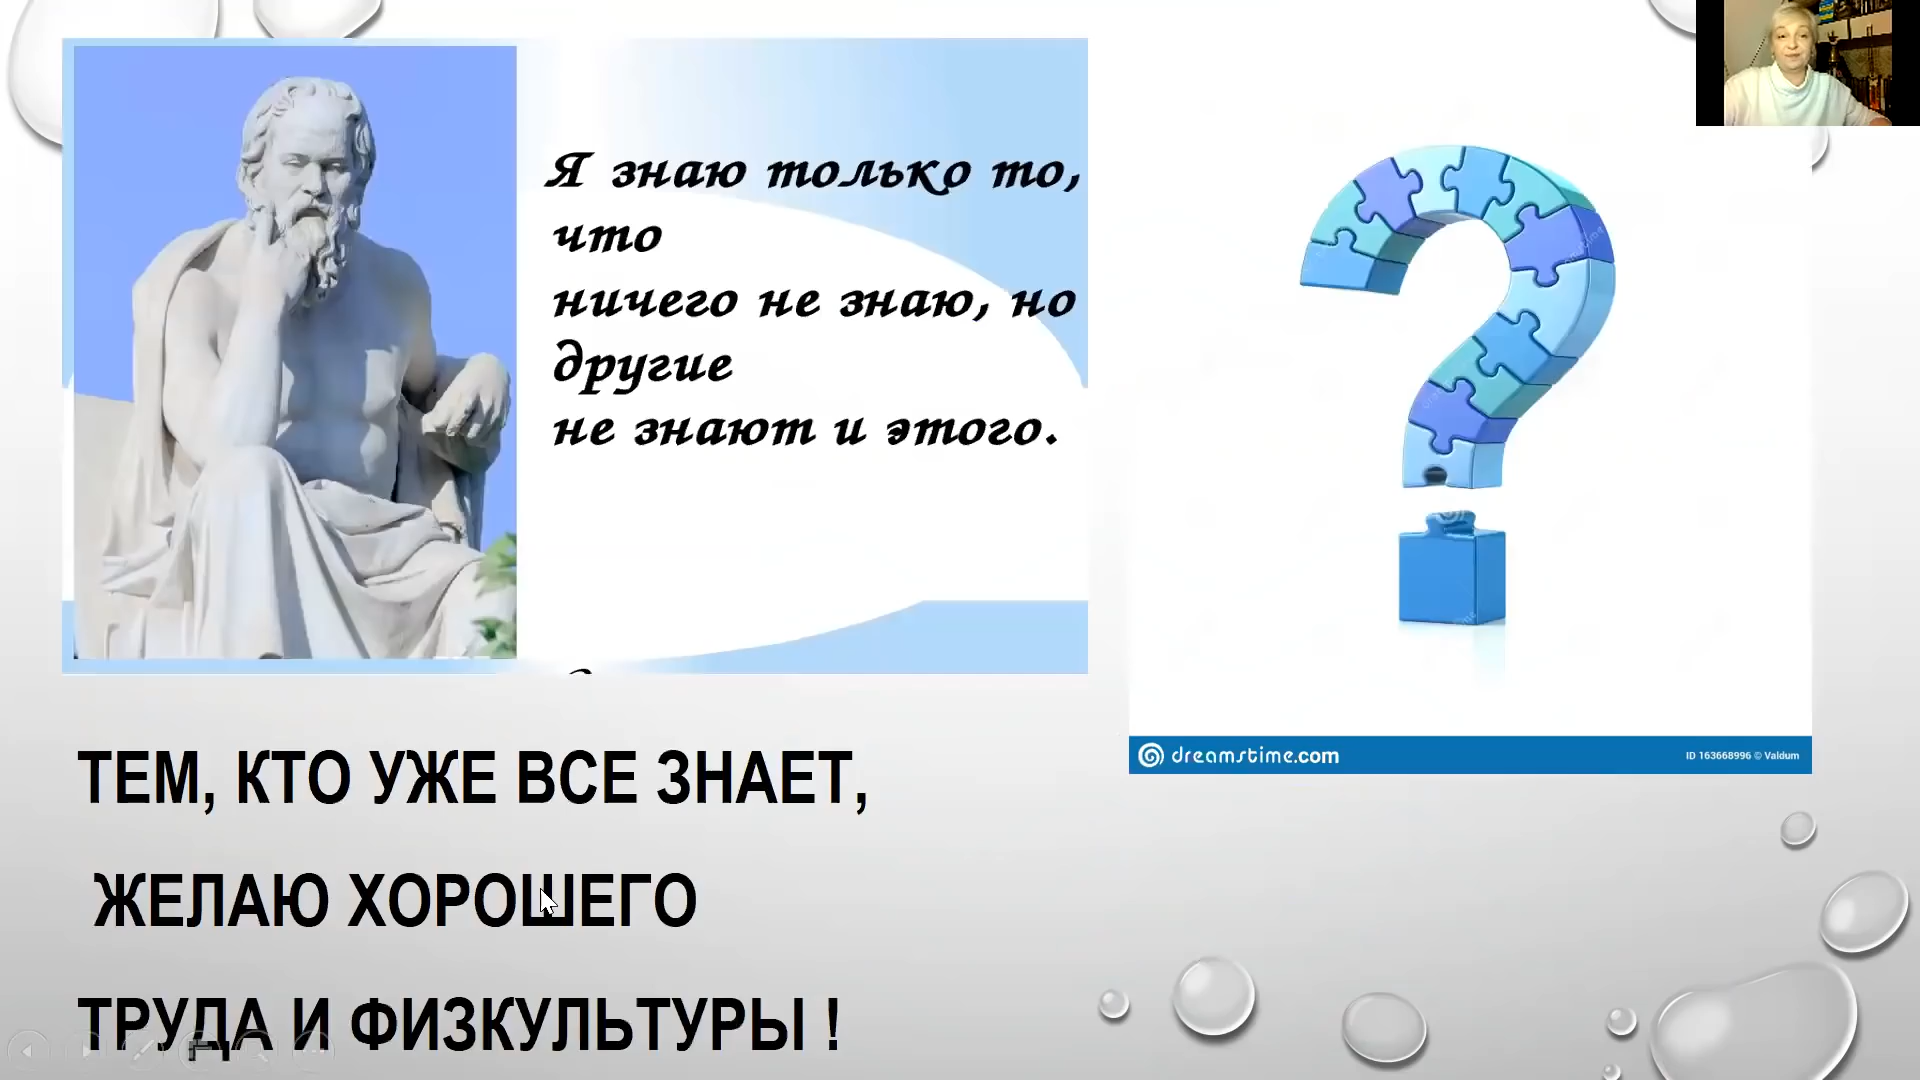 Я знаю только то,
что
ничего не знаю, но
другие
не знают и этого.
dreamstime.com
ID 163668996 © Valdum
ТЕМ, КТО УЖЕ ВСЕ ЗНАЕТ,
ЖЕЛАЮ ХОРОШЕГО
ТРУДА И ФИЗКУЛЬТУРЫ !